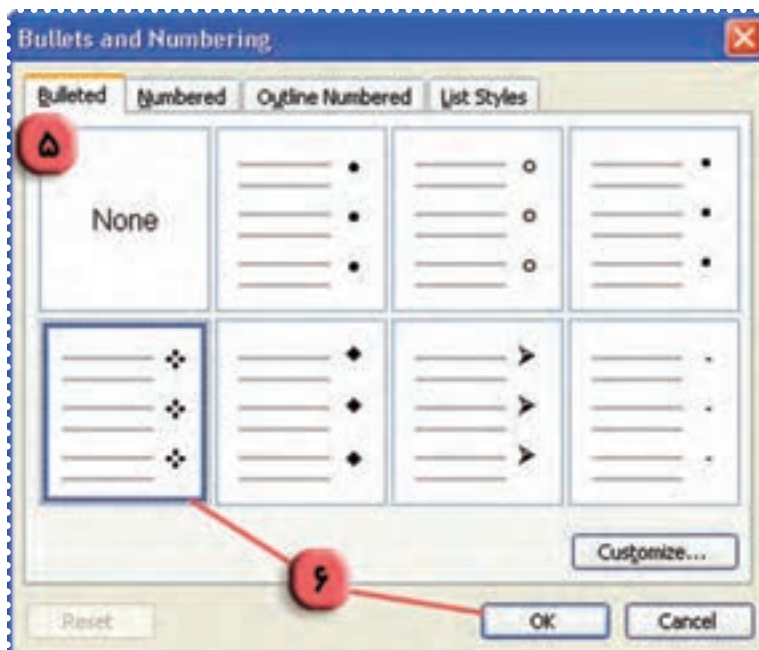 Bullets and Numbering
Bulleted Numbered Outline Numbered List Styles
۵
None
Customize...
۶
Reset OK Cancel